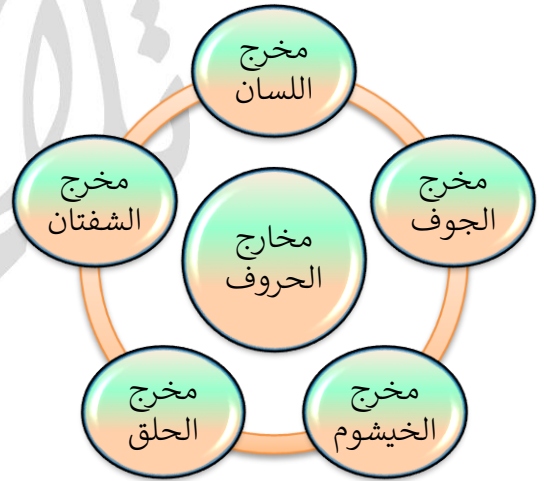 مخرج
اللسان
مخرج
الجوف
مخرج
الشفتان
مخارج
الحروف
مخرج
الخيشوم
مخرج
الحلق